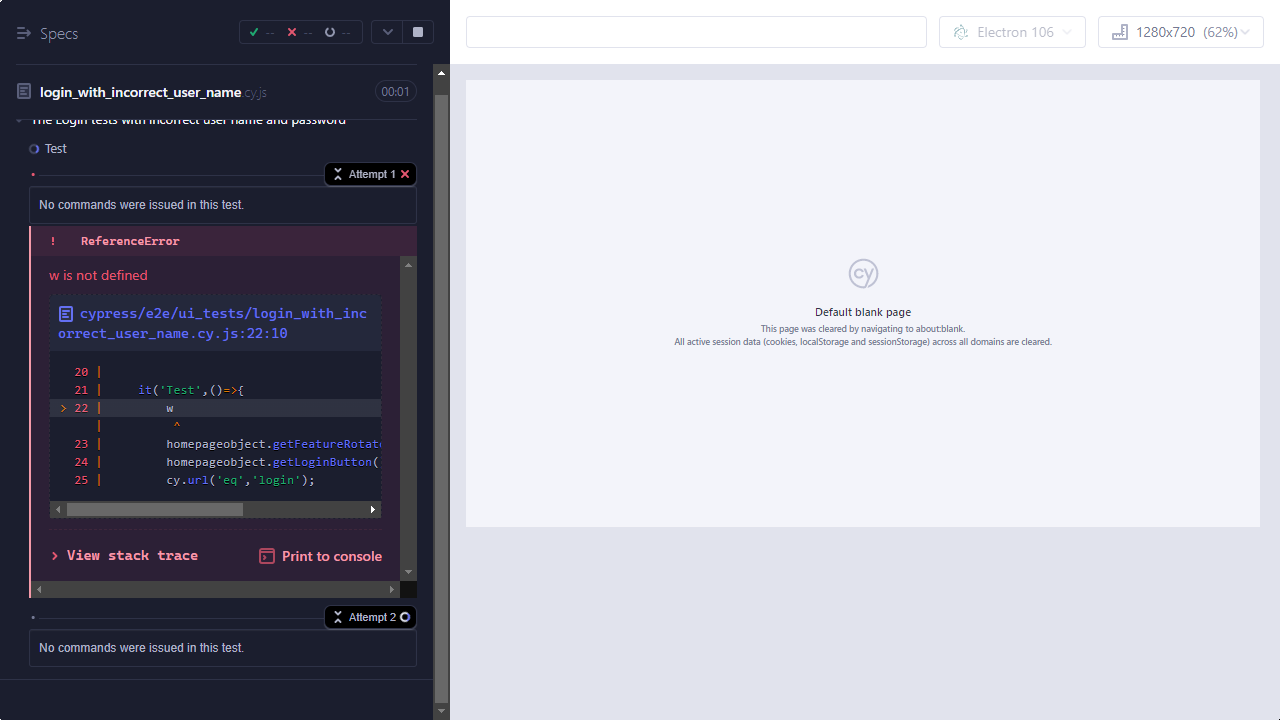 Specs
-- -- --
Electron 106
1280x720 (62%)
login_with_incorrect_user_name.cy.js
00:01
The Login tests with incorrect user name and password
Test
Attempt 1
No commands were issued in this test.
! ReferenceError
w is not defined
cypress/e2e/ui_tests/login_with_inc
orrect_user_name.cy.js:22:10
20 |
21 | it('Test',()=>{
> 22 | w
| ^
23 | homepageobject.getFeatureRotate
24 | homepageobject.getLoginButton(
25 | cy.url('eq','login');
> View stack trace
Print to console
Attempt 2
No commands were issued in this test.
cy
Default blank page
This page was cleared by navigating to about:blank.
All active session data (cookies, localStorage and sessionStorage) across all domains are cleared.